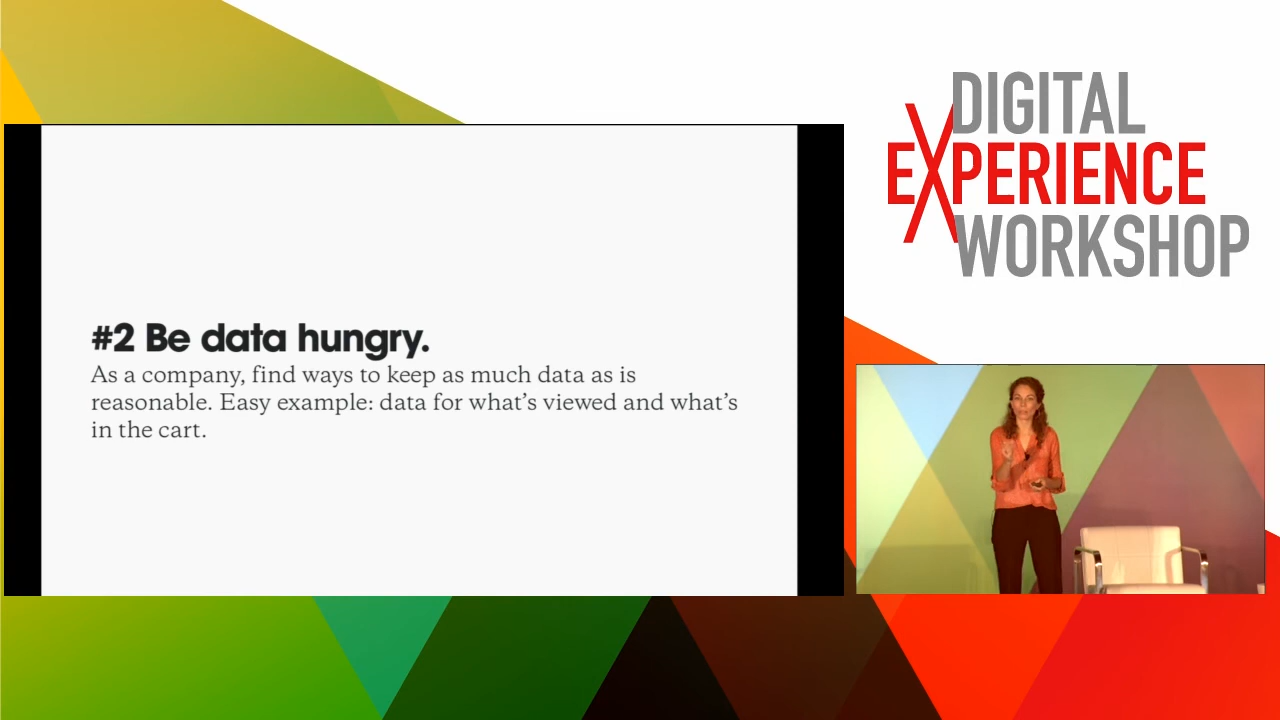 DIGITAL
EXPERIENCE
WORKSHOP
#2 Be data hungry.
As a company, find ways to keep as much data as is
reasonable. Easy example: data for what’s viewed and what’s
in the cart.